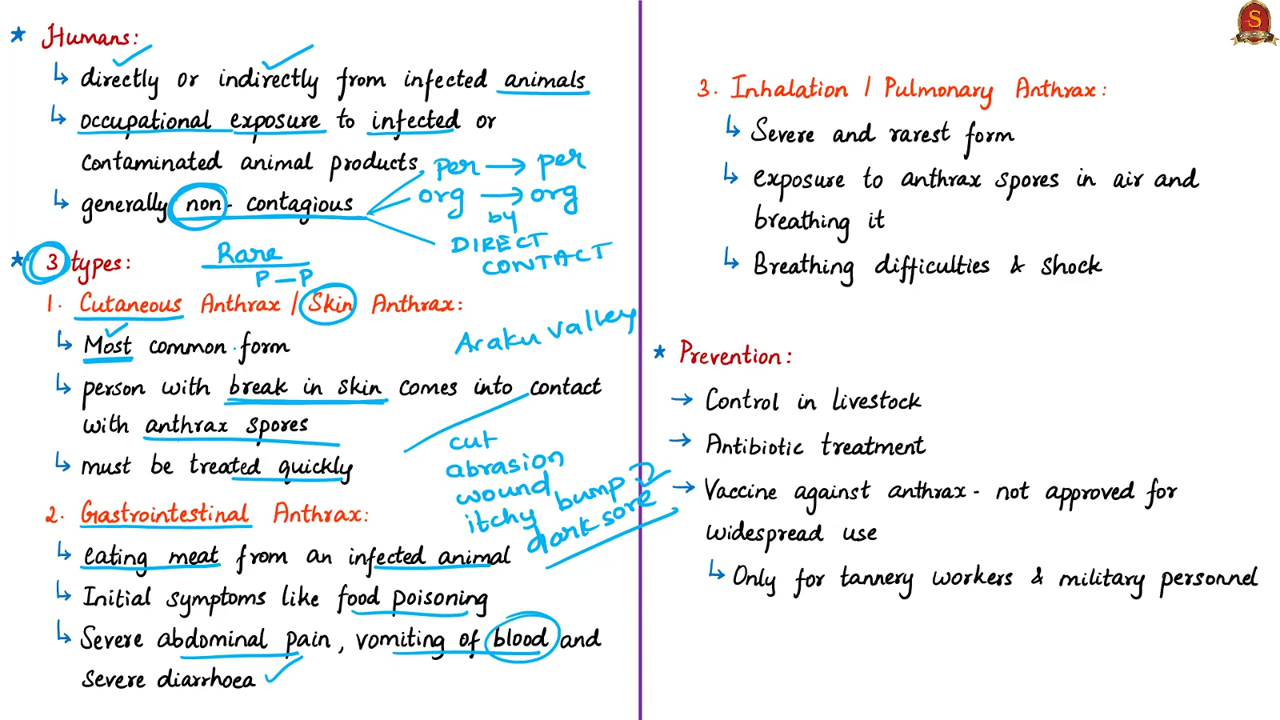 * Humans:
↳ directly or indirectly from infected animals
↳ occupational exposure to infected or
contaminated animal products
↳ generally non-contagious
per → per
org → org
by
DIRECT
CONTACT
* 3 types:
Rare
P-P
1. Cutaneous Anthrax / Skin Anthrax:
↳ Most common form
Araku valley
↳ person with break in skin comes into contact
with anthrax spores
↳ must be treated quickly
cut
abrasion
wound
itchy bump
dark sore
2. Gastrointestinal Anthrax:
↳ eating meat from an infected animal
↳ Initial symptoms like food poisoning
↳ Severe abdominal pain, vomiting of blood and
severe diarrhoea
S
3. Inhalation / Pulmonary Anthrax:
↳ Severe and rarest form
↳ exposure to anthrax spores in air and
breathing it
↳ Breathing difficulties & shock
* Prevention:
→ Control in livestock
→ Antibiotic treatment
→ Vaccine against anthrax - not approved for
widespread use
↳ Only for tannery workers & military personnel